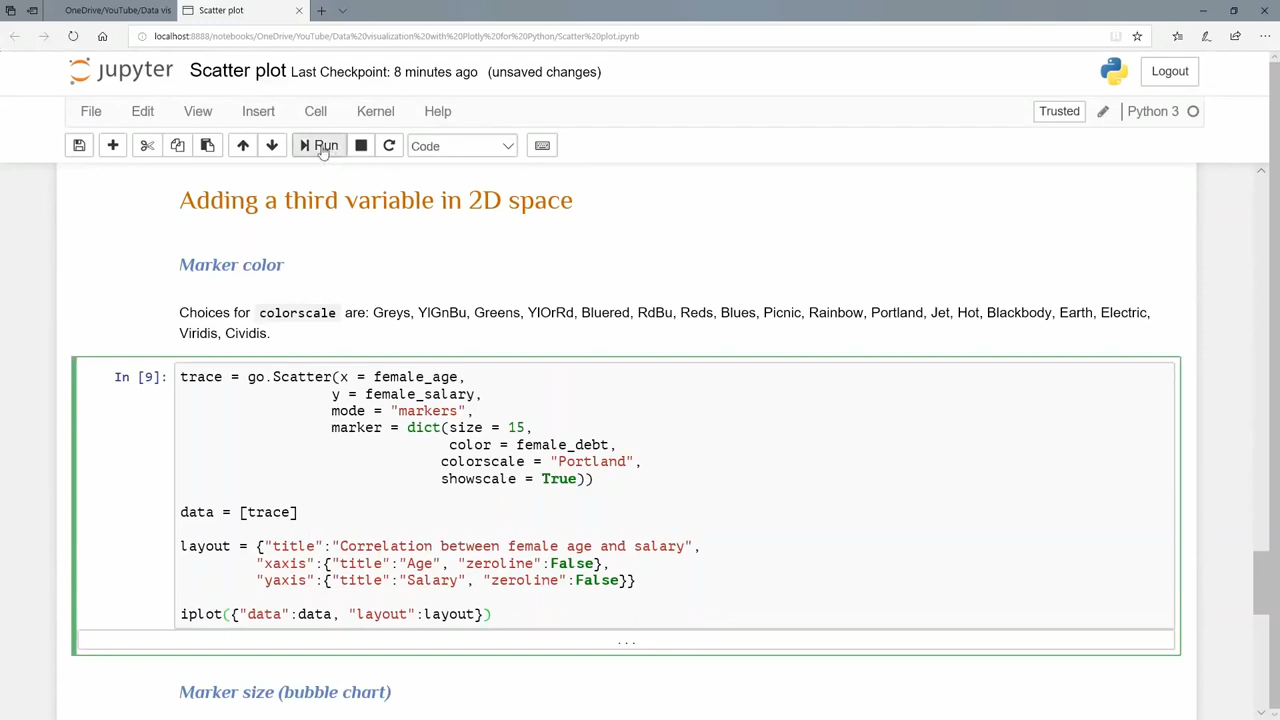 OneDrive/YouTube/Data vis
Scatter plot
localhost:8888/notebooks/OneDrive/YouTube/Data%20visualization%20with%20Plotly%20for%20Python/Scatter%20plot.ipynb
jupyter Scatter plot Last Checkpoint: 8 minutes ago (unsaved changes)
Logout
File Edit View Insert Cell Kernel Help
Trusted
Python 3
Run
Code
Adding a third variable in 2D space
Marker color
Choices for colorscale are: Greys, YlGnBu, Greens, YlOrRd, Bluered, RdBu, Reds, Blues, Picnic, Rainbow, Portland, Jet, Hot, Blackbody, Earth, Electric,
Viridis, Cividis.
In [9]: trace = go.Scatter(x = female_age,
y = female_salary,
mode = "markers",
marker = dict(size = 15,
color = female_debt,
colorscale = "Portland",
showscale = True))
data = [trace]
layout = {"title":"Correlation between female age and salary",
"xaxis":{"title":"Age", "zeroline":False},
"yaxis":{"title":"Salary", "zeroline":False}}
iplot({"data":data, "layout":layout})
...
Marker size (bubble chart)